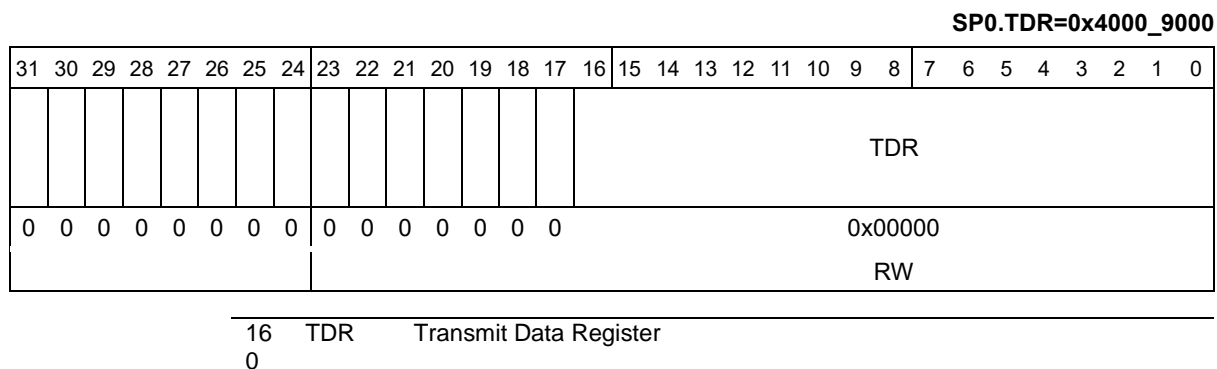 SP0.TDR=0x4000_9000
31 30 29 28 27 26 25 24 23 22 21 20 19 18 17 16 15 14 13 12 11 10 9 8 7 6 5 4 3 2 1 0
TDR
0 0 0 0 0 0 0 0 0 0 0 0 0 0 0 0x00000
RW
16 TDR Transmit Data Register
0